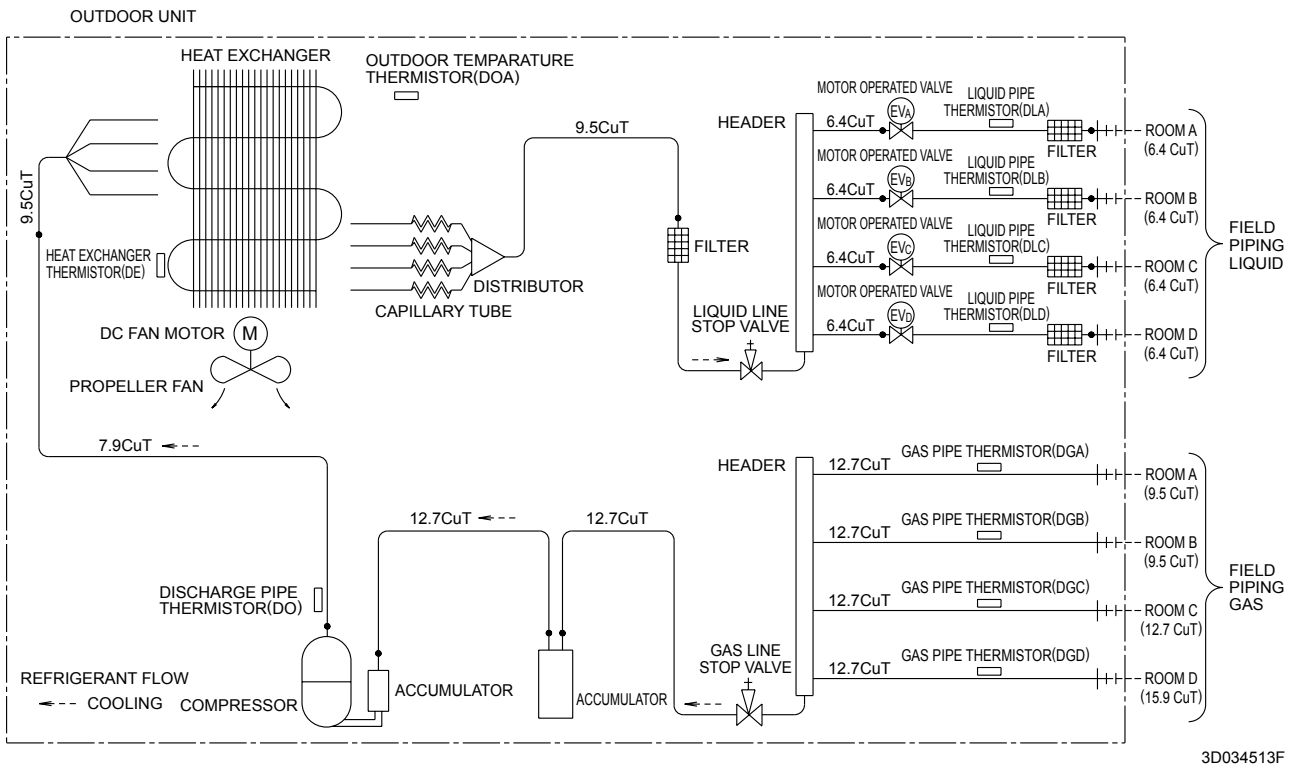 OUTDOOR UNIT
HEAT EXCHANGER
OUTDOOR TEMPARATURE
THERMISTOR(DOA)
9.5CuT
9.5CuT
HEAT EXCHANGER
THERMISTOR(DE)
DISTRIBUTOR
CAPILLARY TUBE
FILTER
LIQUID LINE
STOP VALVE
DC FAN MOTOR
M
PROPELLER FAN
HEADER
MOTOR OPERATED VALVE
LIQUID PIPE
THERMISTOR(DLA)
6.4CuT
EVA
FILTER
ROOM A
(6.4 CuT)
MOTOR OPERATED VALVE
LIQUID PIPE
THERMISTOR(DLB)
6.4CuT
EVB
FILTER
ROOM B
(6.4 CuT)
MOTOR OPERATED VALVE
LIQUID PIPE
THERMISTOR(DLC)
6.4CuT
EVC
FILTER
ROOM C
(6.4 CuT)
MOTOR OPERATED VALVE
LIQUID PIPE
THERMISTOR(DLD)
6.4CuT
EVD
FILTER
ROOM D
(6.4 CuT)
FIELD
PIPING
LIQUID
7.9CuT
12.7CuT
12.7CuT
DISCHARGE PIPE
THERMISTOR(DO)
REFRIGERANT FLOW
COOLING
COMPRESSOR
ACCUMULATOR
ACCUMULATOR
GAS LINE
STOP VALVE
HEADER
12.7CuT
GAS PIPE THERMISTOR(DGA)
ROOM A
(9.5 CuT)
12.7CuT
GAS PIPE THERMISTOR(DGB)
ROOM B
(9.5 CuT)
12.7CuT
GAS PIPE THERMISTOR(DGC)
ROOM C
(12.7 CuT)
12.7CuT
GAS PIPE THERMISTOR(DGD)
ROOM D
(15.9 CuT)
FIELD
PIPING
GAS
3D034513F